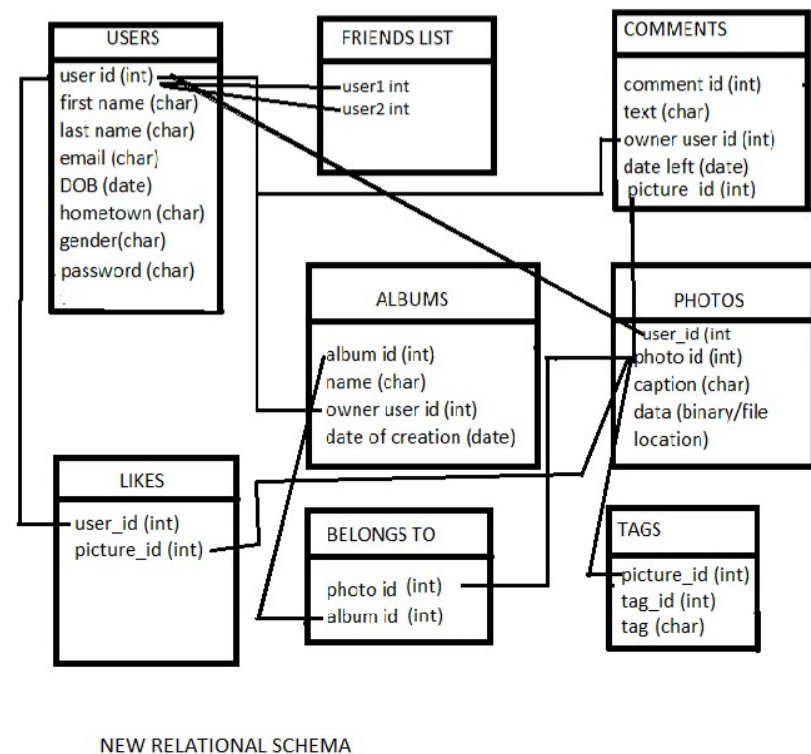 USERS
user id (int)
first name (char)
last name (char)
email (char)
DOB (date)
hometown (char)
gender(char)
password (char)
FRIENDS LIST
user1 int
user2 int
COMMENTS
comment id (int)
text (char)
owner user id (int)
date left (date)
picture_id (int)
ALBUMS
album id (int)
name (char)
owner user id (int)
date of creation (date)
PHOTOS
user_id (int
photo id (int)
caption (char)
data (binary/file
location)
LIKES
user_id (int)
picture_id (int)
BELONGS TO
photo id (int)
album id (int)
TAGS
picture_id (int)
tag_id (int)
tag (char)
NEW RELATIONAL SCHEMA